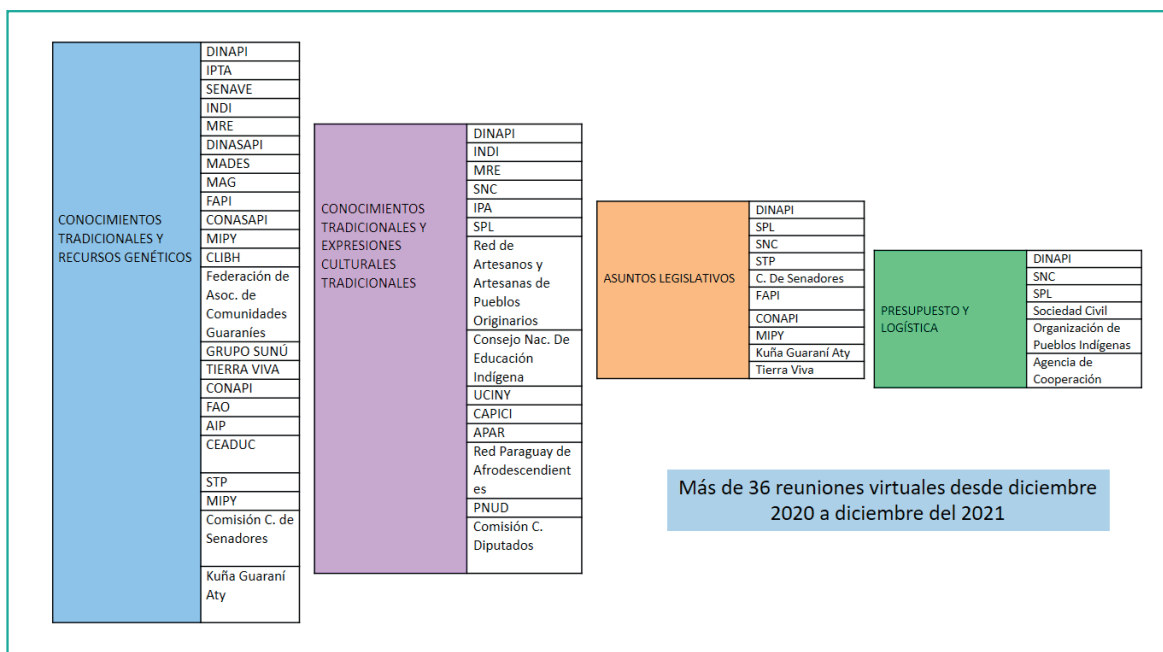 CONOCIMIENTOS
TRADICIONALES Y
RECURSOS GENÉTICOS
DINAPI
IPTA
SENAVE
INDI
MRE
DINASAPI
MADES
MAG
FAPI
CONASAPI
MIPY
CLIBH
Federación de
Asoc. de
Comunidades
Guaraníes
GRUPO SUNÚ
TIERRA VIVA
CONAPI
FAO
AIP
CEADUC
STP
MIPY
Comisión C. de
Senadores
Kuña Guaraní
Aty
CONOCIMIENTOS
TRADICIONALES Y
EXPRESIONES
CULTURALES
TRADICIONALES
DINAPI
INDI
MRE
SNC
IPA
SPL
Red de
Artesanos y
Artesanas de
Pueblos
Originarios
Consejo Nac. De
Educación
Indígena
UCINY
CAPICI
APAR
Red Paraguay de
Afrodescendient
es
PNUD
Comisión C.
Diputados
ASUNTOS LEGISLATIVOS
DINAPI
SPL
SNC
STP
C. De Senadores
FAPI
CONAPI
MIPY
Kuña Guaraní Aty
Tierra Viva
PRESUPUESTO Y
LOGÍSTICA
DINAPI
SNC
SPL
Sociedad Civil
Organización de
Pueblos Indígenas
Agencia de
Cooperación
Más de 36 reuniones virtuales desde diciembre
2020 a diciembre del 2021